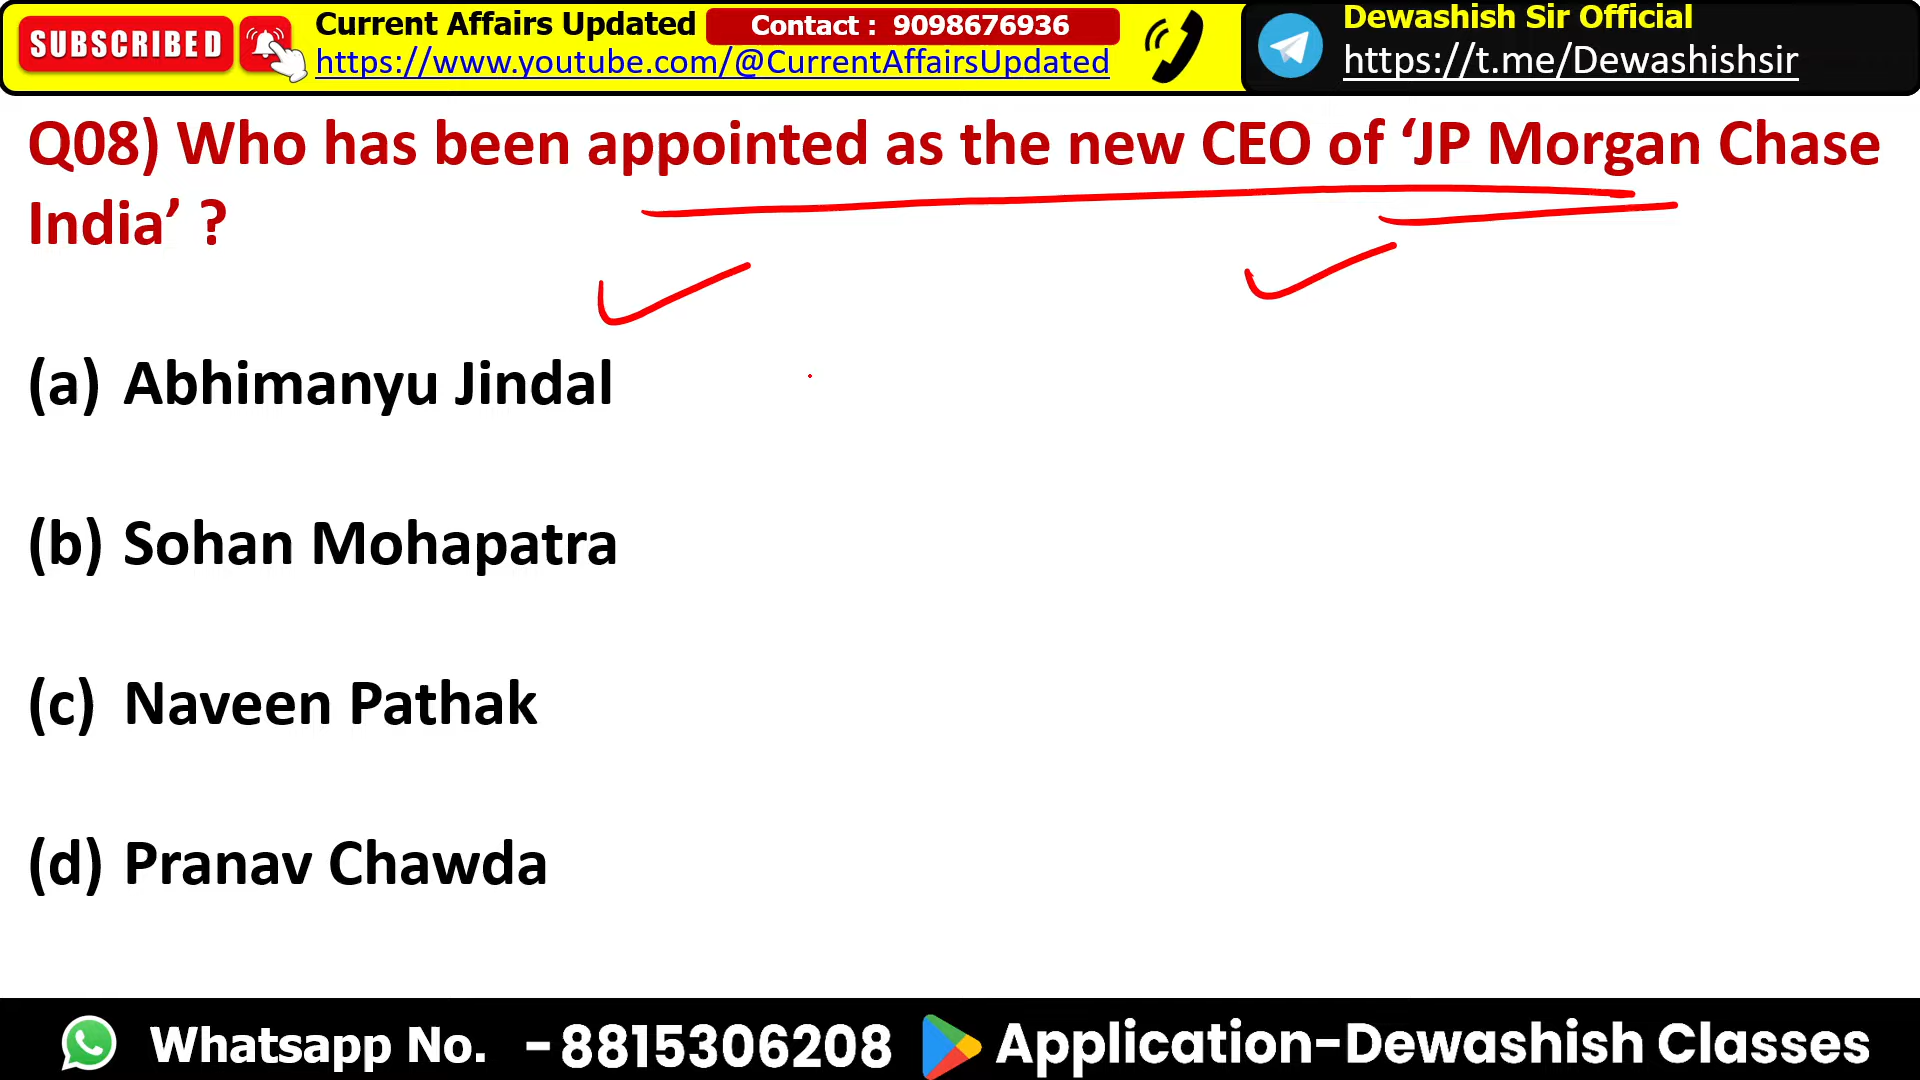 SUBSCRIBED
Current Affairs Updated
Contact : 9098676936
https://www.youtube.com/@CurrentAffairsUpdated
Dewashish Sir Official
https://t.me/Dewashishsir
Q08) Who has been appointed as the new CEO of ‘JP Morgan Chase
India’ ?
(a) Abhimanyu Jindal
(b) Sohan Mohapatra
(c) Naveen Pathak
(d) Pranav Chawda
Whatsapp No. -8815306208
Application-Dewashish Classes